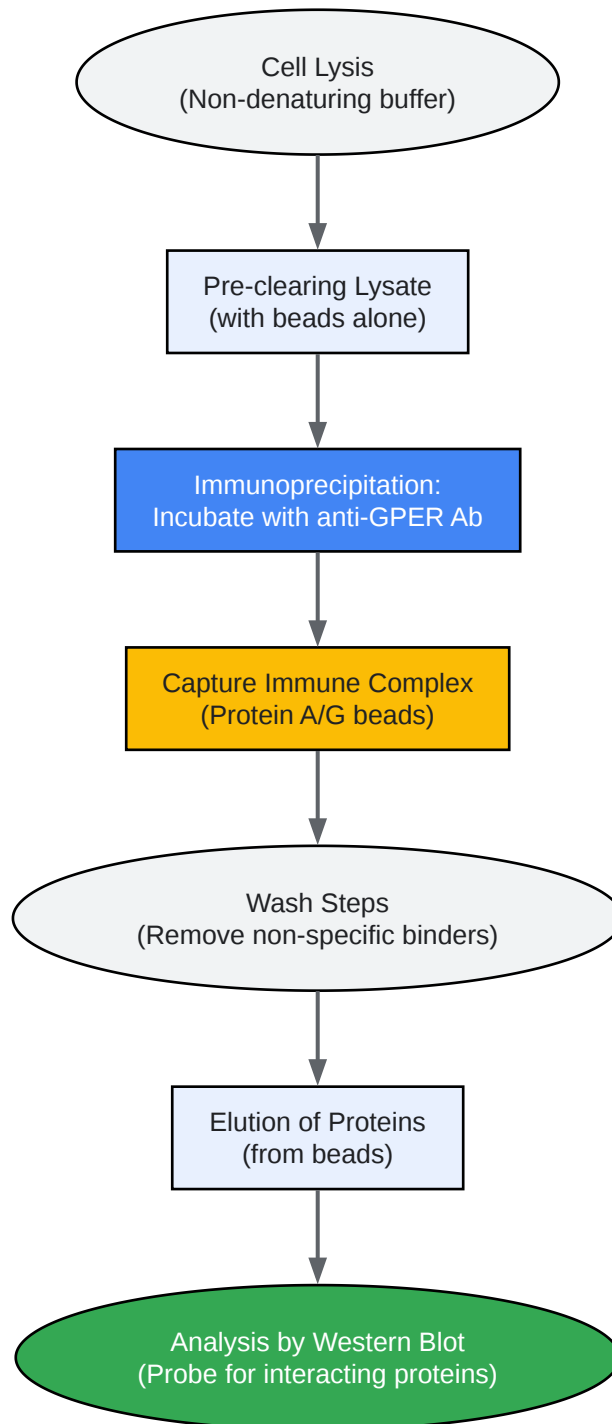 Cell Lysis
(Non-denaturing buffer)
Pre-clearing Lysate
(with beads alone)
Immunoprecipitation:
Incubate with anti-GPER Ab
Capture Immune Complex
(Protein A/G beads)
Wash Steps
(Remove non-specific binders)
Elution of Proteins
(from beads)
Analysis by Western Blot
(Probe for interacting proteins)